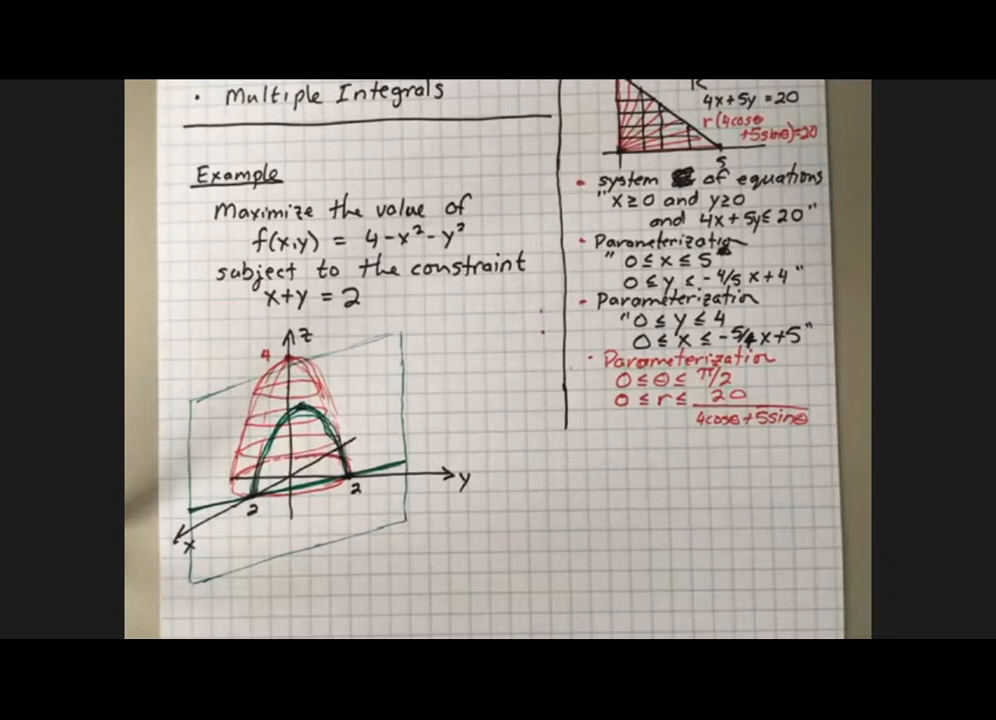 • Multiple Integrals
Example
Maximize the value of
f(x,y) = 4-x²-y²
subject to the constraint
x+y = 2
z
4
y
2
2
x
R
4x+5y = 20
r(4cosθ
+5sinθ)=20
5
• system of equations
"x≥0 and y≥0
and 4x+5y≤20"
• Parameterization
"0≤x≤5
0≤y≤-4/5x+4"
• Parameterization
"0≤y≤4
0≤x≤-5/4x+5"
• Parameterization
0≤θ≤π/2
0≤r≤ 20
4cosθ+5sinθ